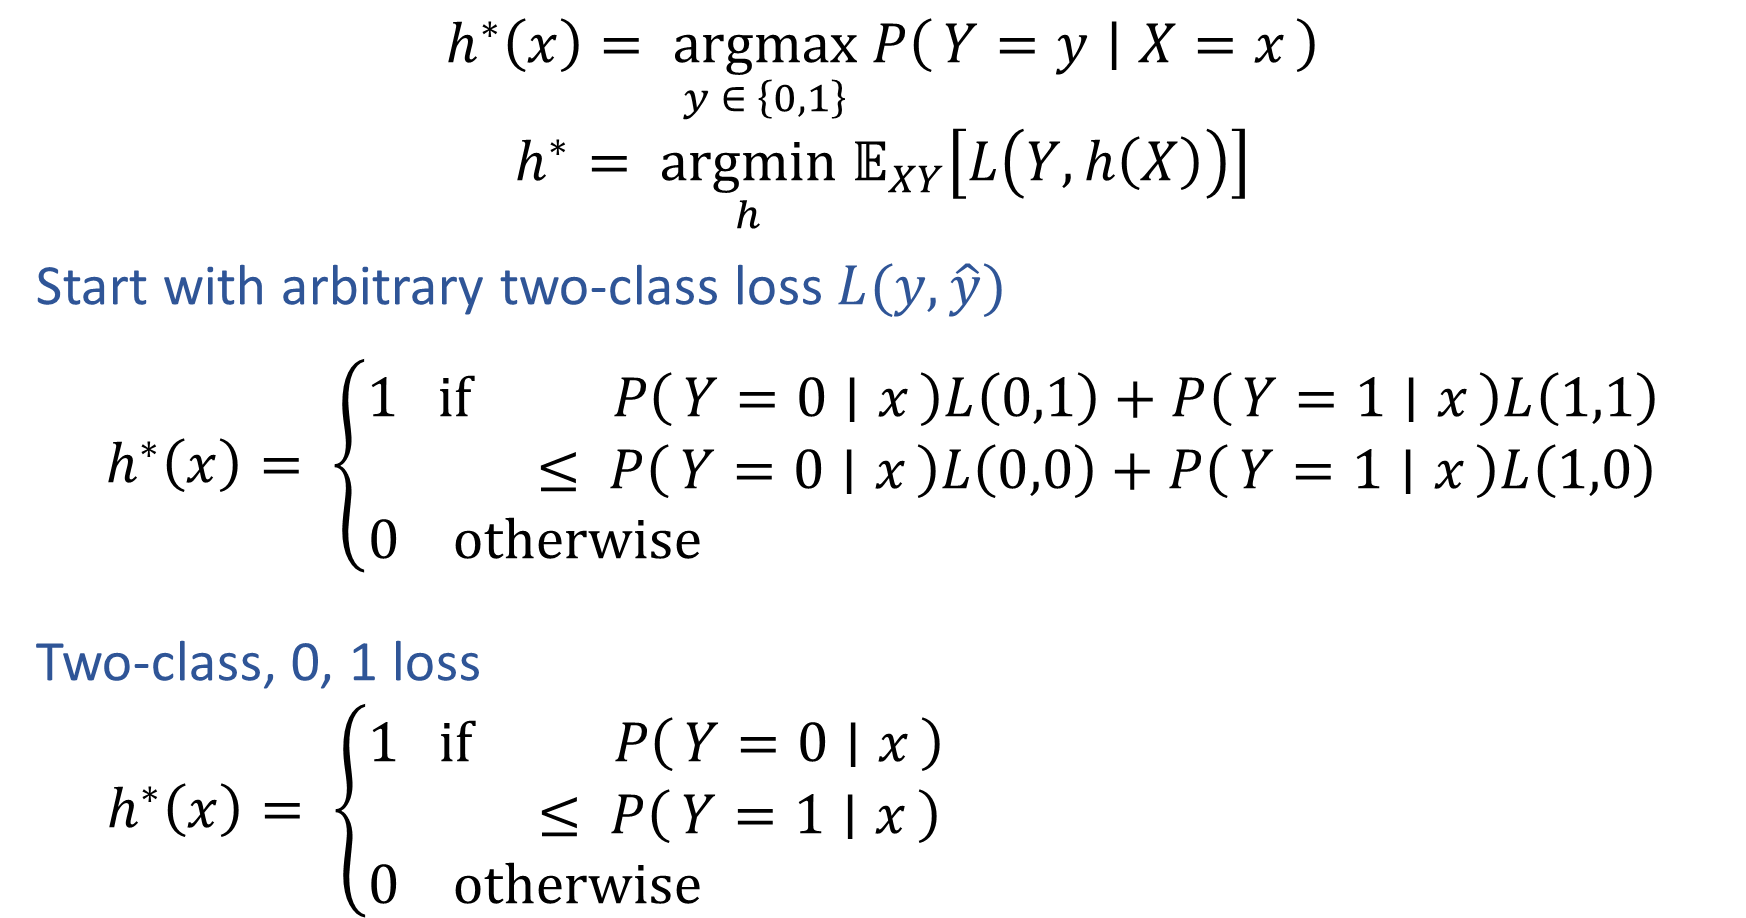 h*(x) = argmax P( Y = y | X = x )
y ∈ {0,1}
h* = argmin 𝔼_XY[L(Y, h(X))]
h
Start with arbitrary two-class loss L(y, ŷ)
1 if P( Y = 0 | x )L(0,1) + P( Y = 1 | x )L(1,1)
h*(x) = { ≤ P( Y = 0 | x )L(0,0) + P( Y = 1 | x )L(1,0)
0 otherwise
Two-class, 0, 1 loss
1 if P( Y = 0 | x )
h*(x) = { ≤ P( Y = 1 | x )
0 otherwise